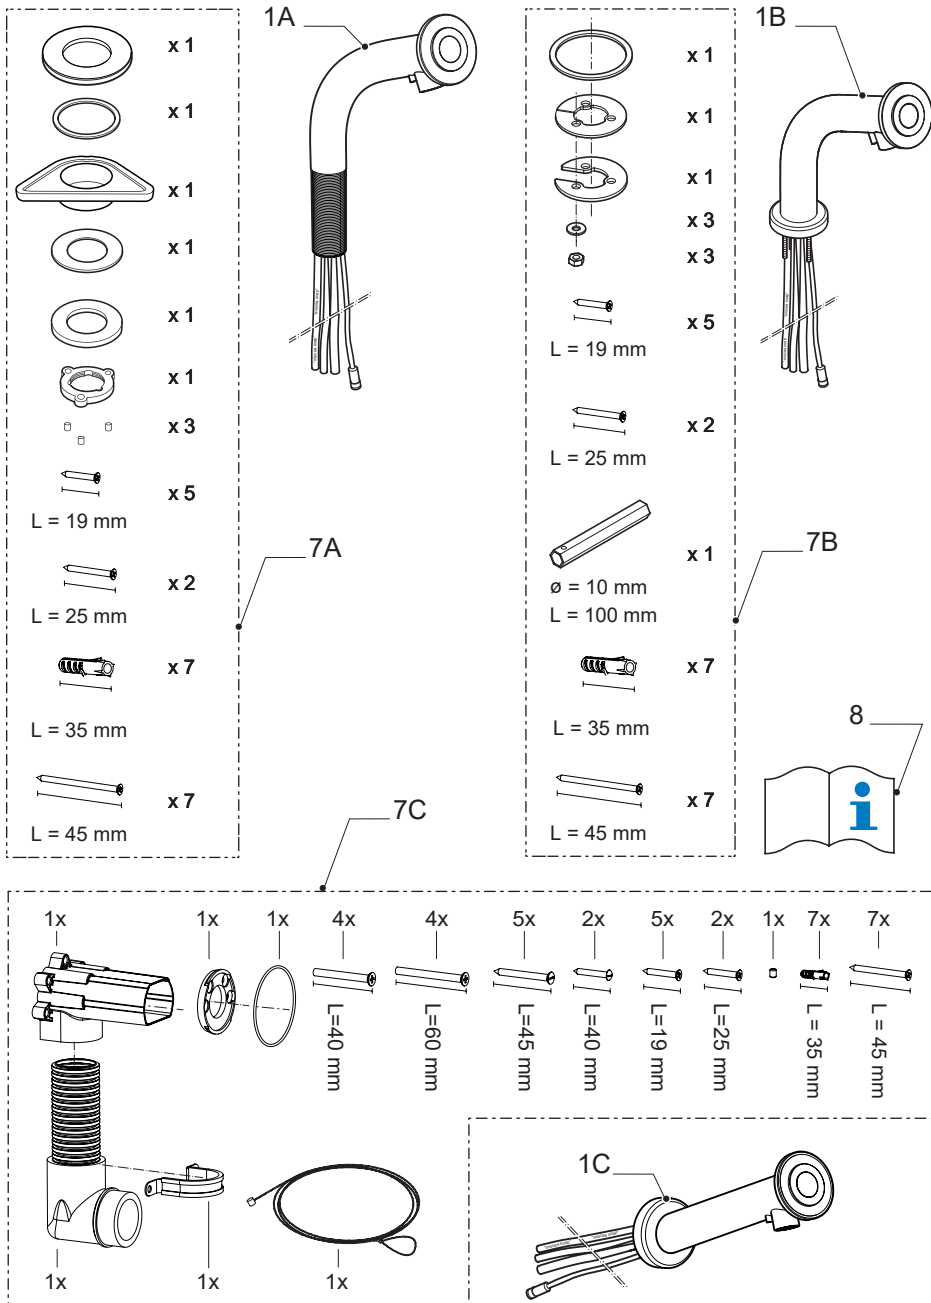 1A
x 1
x 1
x 1
x 1
x 1
x 1
x 3
x 5
L = 19 mm
x 2
L = 25 mm
x 7
L = 35 mm
x 7
L = 45 mm
7A
1B
x 1
x 1
x 1
x 3
x 3
x 5
L = 19 mm
x 2
L = 25 mm
x 1
ø = 10 mm
L = 100 mm
x 7
L = 35 mm
x 7
L = 45 mm
7B
8
i
7C
1x 1x 1x 4x 4x 5x 2x 5x 2x 1x 7x 7x
L=40 mm
L=60 mm
L=45 mm
L=40 mm
L=19 mm
L=25 mm
L = 35 mm
L = 45 mm
1x 1x 1x
1C